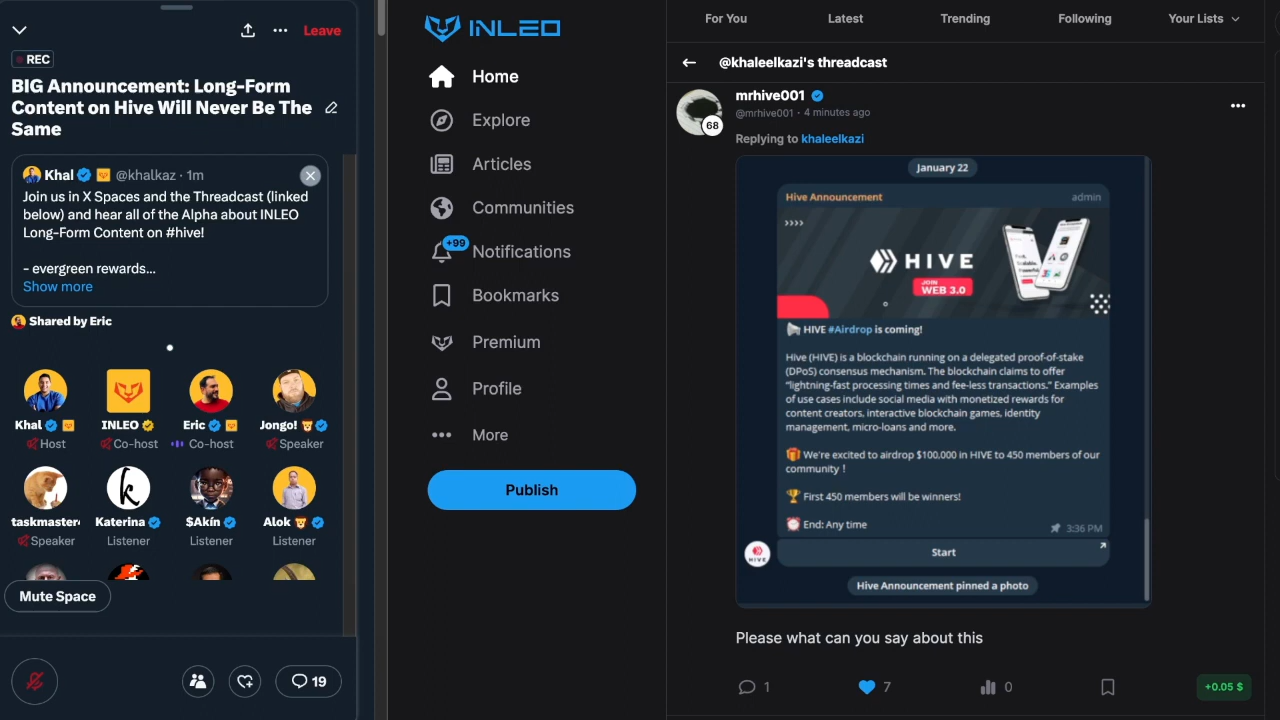 Leave
REC
BIG Announcement: Long-Form
Content on Hive Will Never Be The
Same
Khal @khalkaz · 1m
Join us in X Spaces and the Threadcast (linked
below) and hear all of the Alpha about INLEO
Long-Form Content on #hive!
- evergreen rewards...
Show more
Shared by Eric
Khal
Host
INLEO
Co-host
Eric
Co-host
Jongo!
Speaker
taskmaster
Speaker
Katerina
Listener
$Akín
Listener
Alok
Listener
Mute Space
19
INLEO
Home
Explore
Articles
Communities
+99
Notifications
Bookmarks
Premium
Profile
More
Publish
For You
Latest
Trending
Following
Your Lists
@khaleelkazi's threadcast
mrhive001
@mrhive001 · 4 minutes ago
68
Replying to khaleelkazi
January 22
Hive Announcement
admin
HIVE
JOIN
WEB 3.0
HIVE #Airdrop is coming!
Hive (HIVE) is a blockchain running on a delegated proof-of-stake
(DPoS) consensus mechanism. The blockchain claims to offer
"lightning-fast processing times and fee-less transactions." Examples
of use cases include social media with monetized rewards for
content creators, interactive blockchain games, identity
management, micro-loans and more.
We're excited to airdrop $100,000 in HIVE to 450 members of our
community !
First 450 members will be winners!
End: Any time
3:36 PM
HIVE
Start
Hive Announcement pinned a photo
Please what can you say about this
1
7
0
+0.05 $